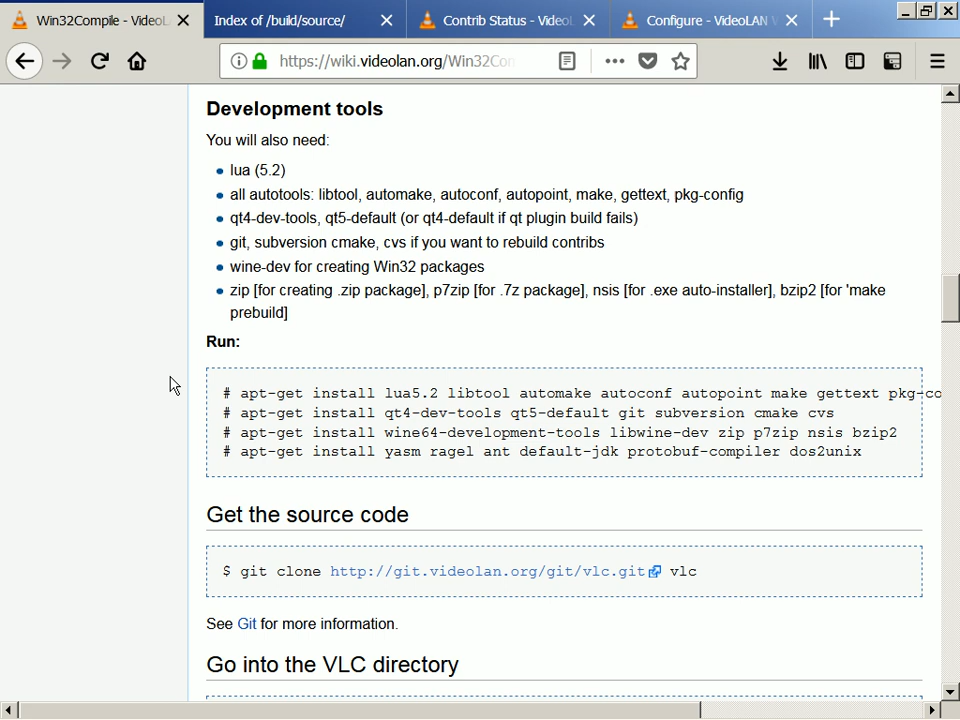 Win32Compile - VideoL
Index of /build/source/
Contrib Status - VideoL
Configure - VideoLAN
https://wiki.videolan.org/Win32Co
Development tools
You will also need:
lua (5.2)
all autotools: libtool, automake, autoconf, autopoint, make, gettext, pkg-config
qt4-dev-tools, qt5-default (or qt4-default if qt plugin build fails)
git, subversion cmake, cvs if you want to rebuild contribs
wine-dev for creating Win32 packages
zip [for creating .zip package], p7zip [for .7z package], nsis [for .exe auto-installer], bzip2 [for 'make
prebuild]
Run:
# apt-get install lua5.2 libtool automake autoconf autopoint make gettext pkg-co
# apt-get install qt4-dev-tools qt5-default git subversion cmake cvs
# apt-get install wine64-development-tools libwine-dev zip p7zip nsis bzip2
# apt-get install yasm ragel ant default-jdk protobuf-compiler dos2unix
Get the source code
$ git clone http://git.videolan.org/git/vlc.git vlc
See Git for more information.
Go into the VLC directory